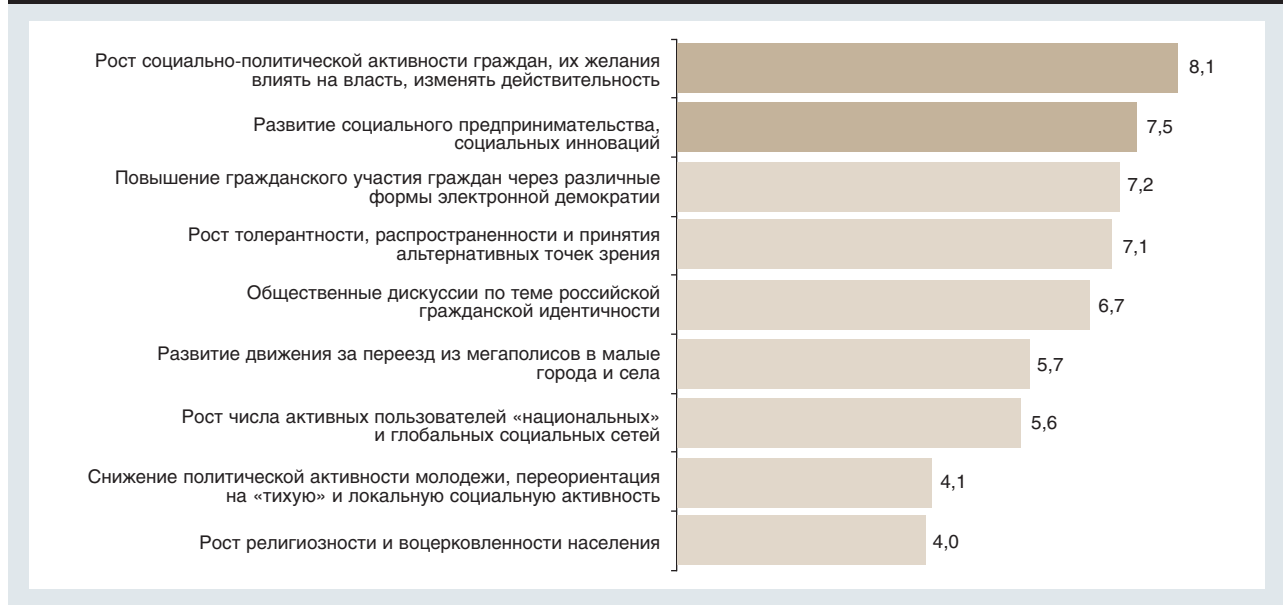 Рост социально-политической активности граждан, их желания
влиять на власть, изменять действительность
8,1
Развитие социального предпринимательства,
социальных инноваций
7,5
Повышение гражданского участия граждан через различные
формы электронной демократии
7,2
Рост толерантности, распространенности и принятия
альтернативных точек зрения
7,1
Общественные дискуссии по теме российской
гражданской идентичности
6,7
Развитие движения за переезд из мегаполисов в малые
города и села
5,7
Рост числа активных пользователей «национальных»
и глобальных социальных сетей
5,6
Снижение политической активности молодежи, переориентация
на «тихую» и локальную социальную активность
4,1
Рост религиозности и воцерковленности населения
4,0